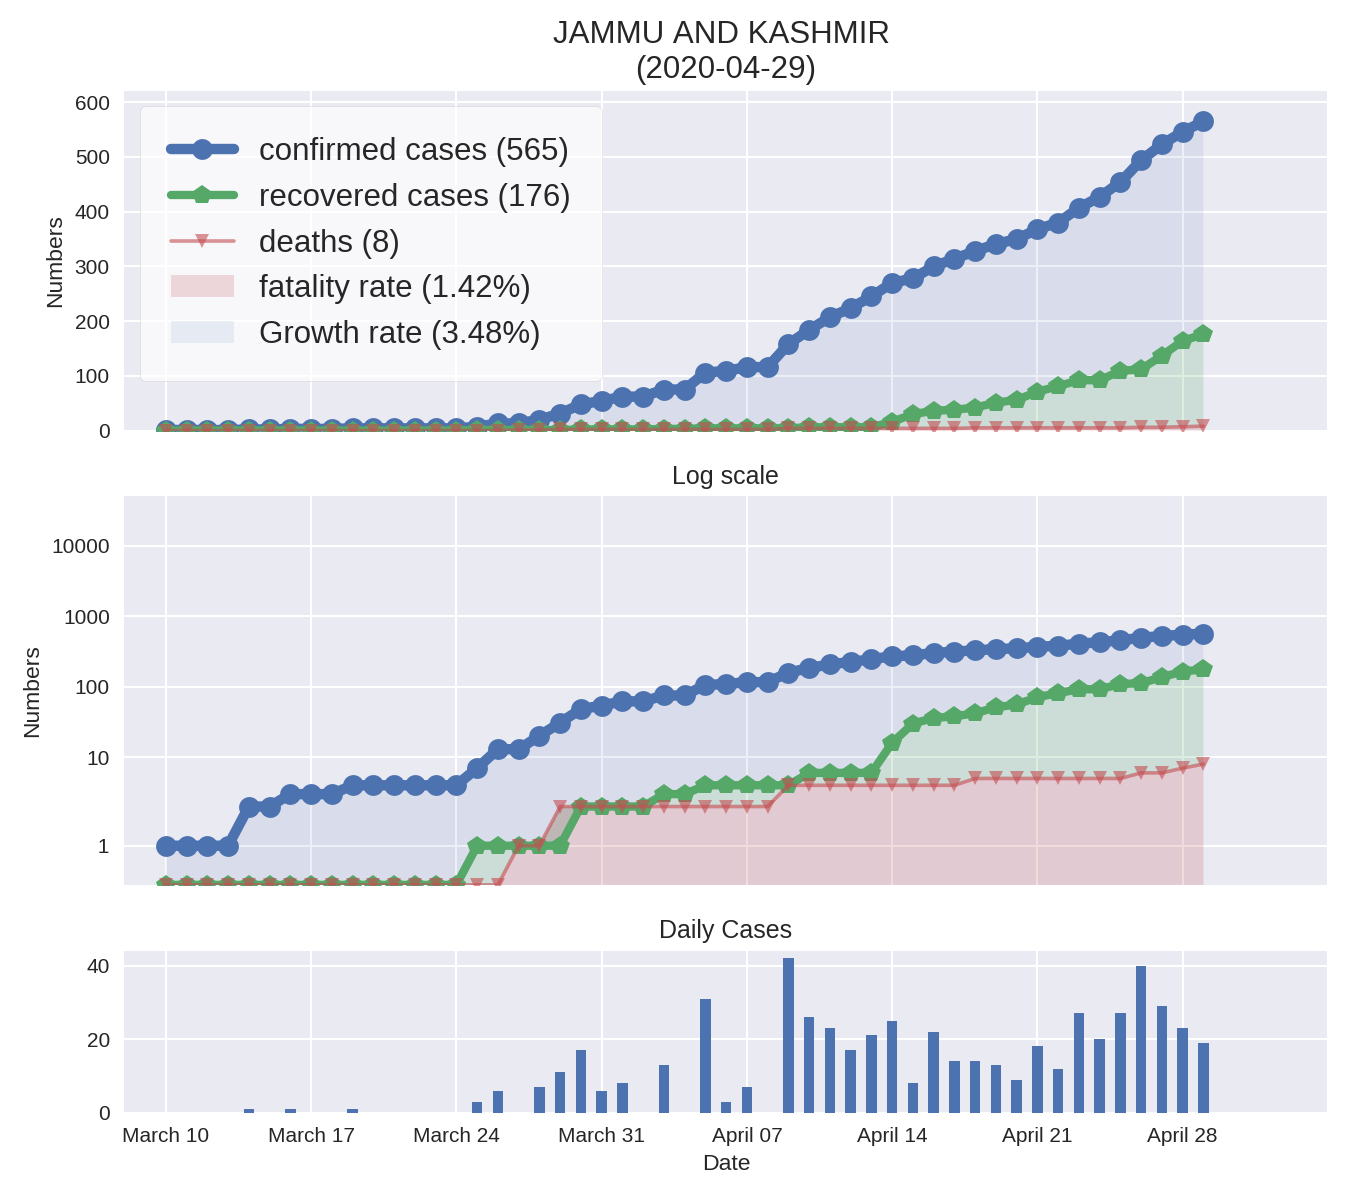 JAMMU AND KASHMIR
(2020-04-29)
600
500
400
300
200
100
0
Numbers
confirmed cases (565)
recovered cases (176)
deaths (8)
fatality rate (1.42%)
Growth rate (3.48%)
Log scale
10000
1000
100
10
1
Numbers
Daily Cases
40
20
0
March 10 March 17 March 24 March 31 April 07 April 14 April 21 April 28
Date